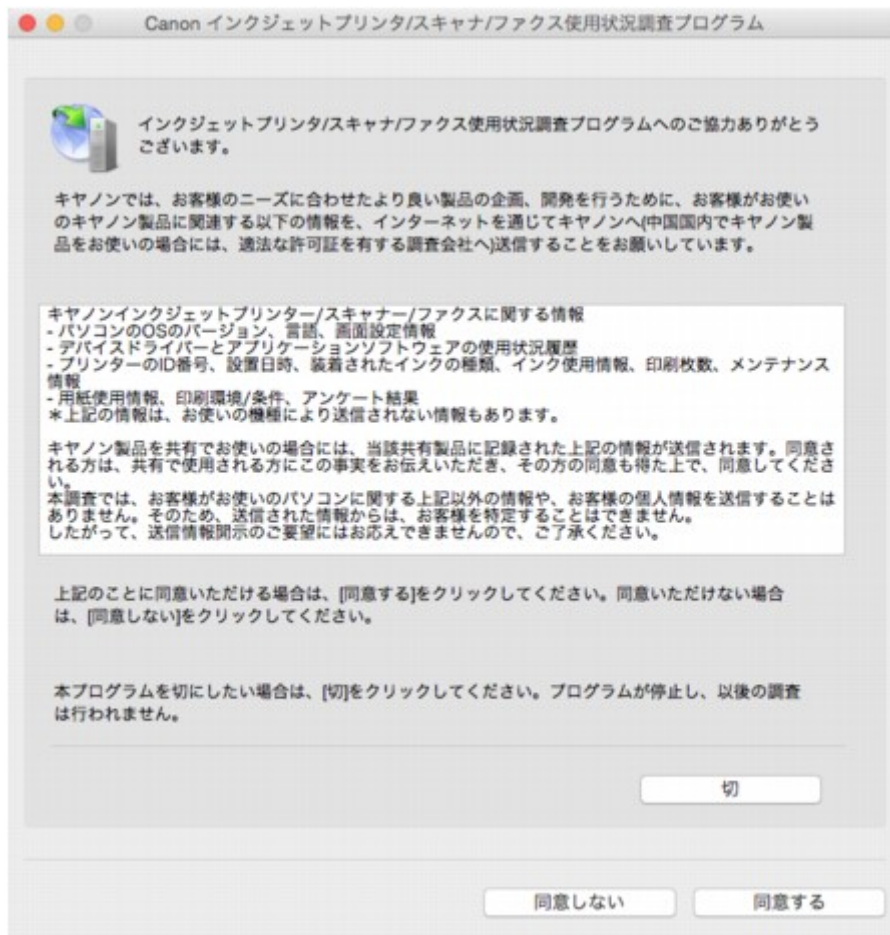 Canon インクジェットプリンタ/スキャナ/ファクス使用状況調査プログラム
インクジェットプリンタ/スキャナ/ファクス使用状況調査プログラムへのご協力ありがとう
ございます。
キヤノンでは、お客様のニーズに合わせたより良い製品の企画、開発を行うために、お客様がお使い
のキヤノン製品に関連する以下の情報を、インターネットを通じてキヤノンへ(中国国内でキヤノン製
品をお使いの場合には、適法な許可証を有する調査会社へ)送信することをお願いしています。
キヤノンインクジェットプリンター/スキャナー/ファクスに関する情報
- パソコンのOSのバージョン、言語、画面設定情報
- デバイスドライバーとアプリケーションソフトウェアの使用状況履歴
- プリンターのID番号、設置日時、装着されたインクの種類、インク使用情報、印刷枚数、メンテナンス
情報
- 用紙使用情報、印刷環境/条件、アンケート結果
＊上記の情報は、お使いの機種により送信されない情報もあります。
キヤノン製品を共有でお使いの場合には、当該共有製品に記録された上記の情報が送信されます。同意さ
れる方は、共有で使用される方にこの事実をお伝えいただき、その方の同意も得た上で、同意してくださ
い。
本調査では、お客様がお使いのパソコンに関する上記以外の情報や、お客様の個人情報を送信することは
ありません。そのため、送信された情報からは、お客様を特定することはできません。
したがって、送信情報開示のご要望にはお応えできませんので、ご了承ください。
上記のことに同意いただける場合は、[同意する]をクリックしてください。同意いただけない場合
は、[同意しない]をクリックしてください。
本プログラムを切にしたい場合は、[切]をクリックしてください。プログラムが停止し、以後の調査
は行われません。
切
同意しない
同意する